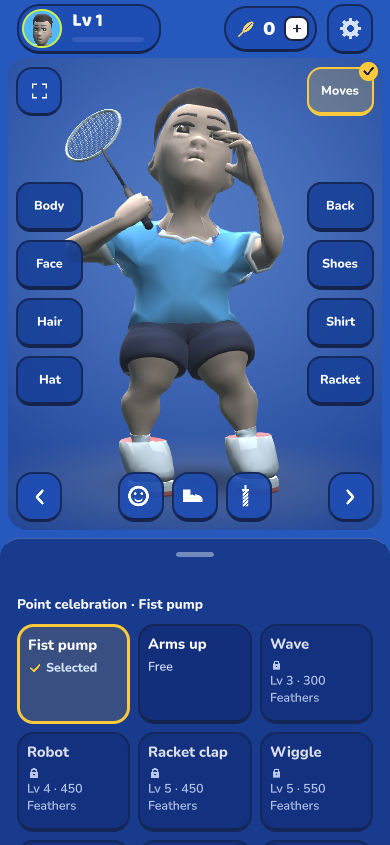 Lv 1
0
+
Moves
Body
Back
Face
Shoes
Hair
Shirt
Hat
Racket
Point celebration · Fist pump
Fist pump
Selected
Arms up
Free
Wave
Lv 3 · 300
Feathers
Robot
Lv 4 · 450
Feathers
Racket clap
Lv 5 · 450
Feathers
Wiggle
Lv 5 · 550
Feathers